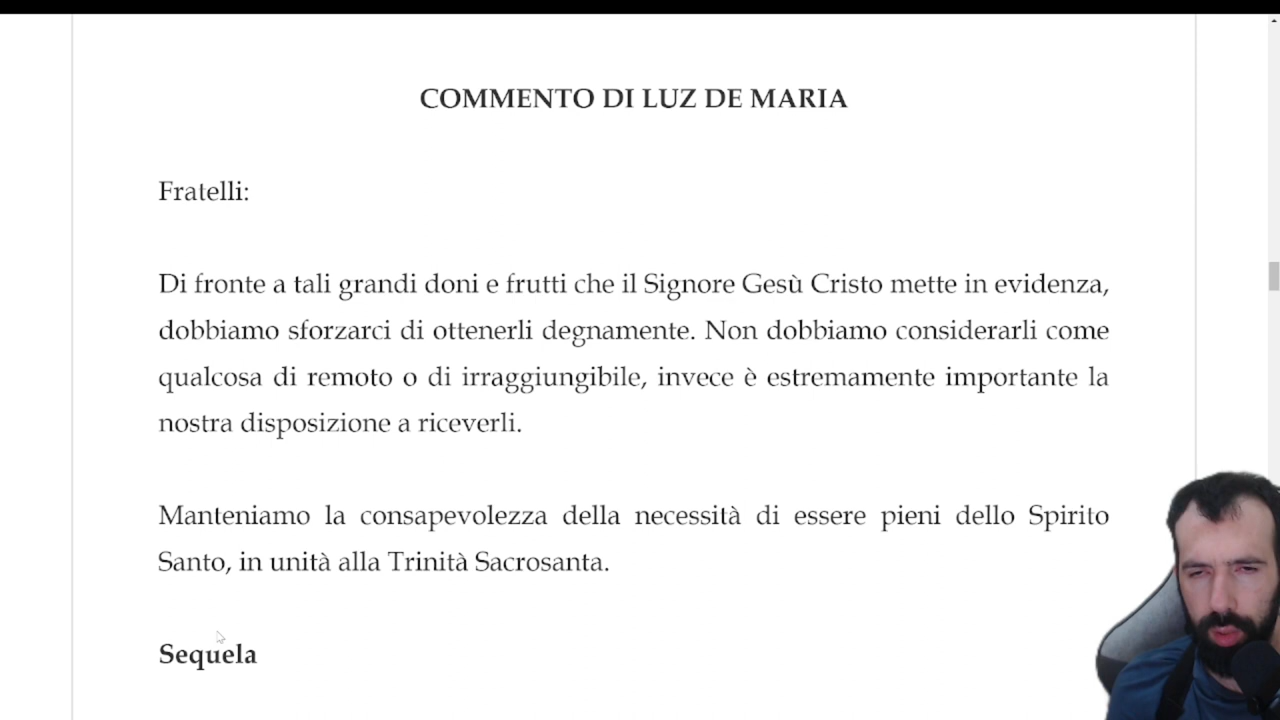 COMMENTO DI LUZ DE MARIA
Fratelli:
Di fronte a tali grandi doni e frutti che il Signore Gesù Cristo mette in evidenza,
dobbiamo sforzarci di ottenerli degnamente. Non dobbiamo considerarli come
qualcosa di remoto o di irraggiungibile, invece è estremamente importante la
nostra disposizione a riceverli.
Manteniamo la consapevolezza della necessità di essere pieni dello Spirito
Santo, in unità alla Trinità Sacrosanta.
Sequela